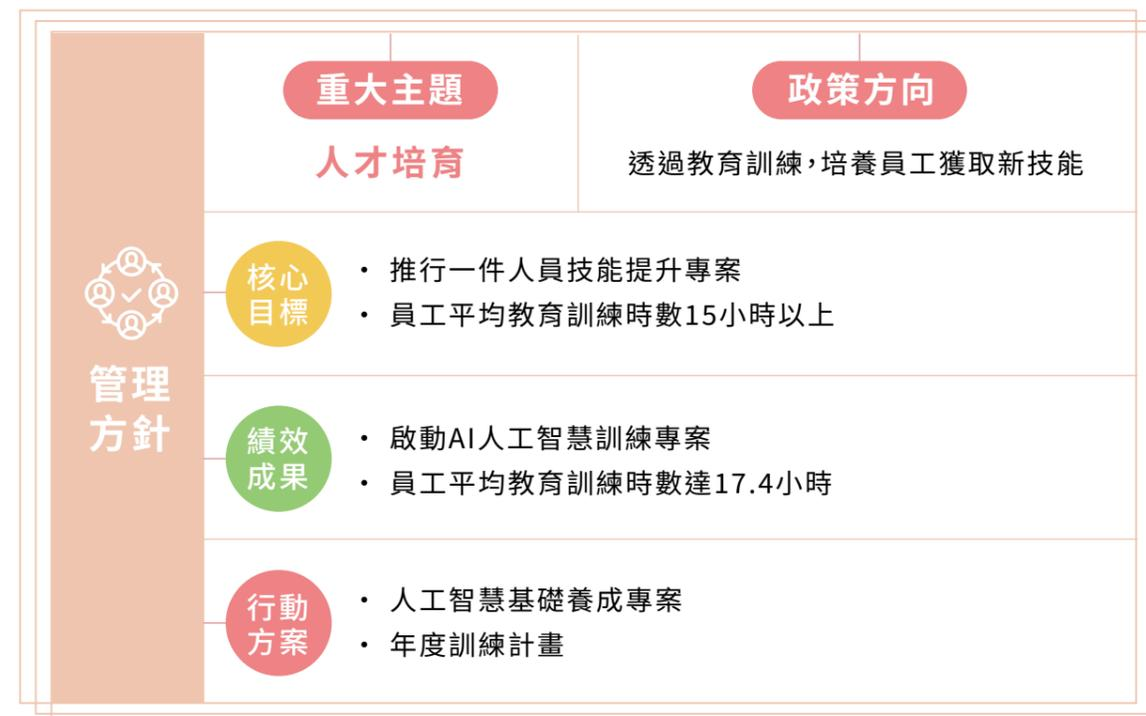 管理
方針
重大主題
人才培育
政策方向
透過教育訓練，培養員工獲取新技能
核心
目標
• 推行一件人員技能提升專案
• 員工平均教育訓練時數15小時以上
績效
成果
• 啟動AI人工智慧訓練專案
• 員工平均教育訓練時數達17.4小時
行動
方案
• 人工智慧基礎養成專案
• 年度訓練計畫